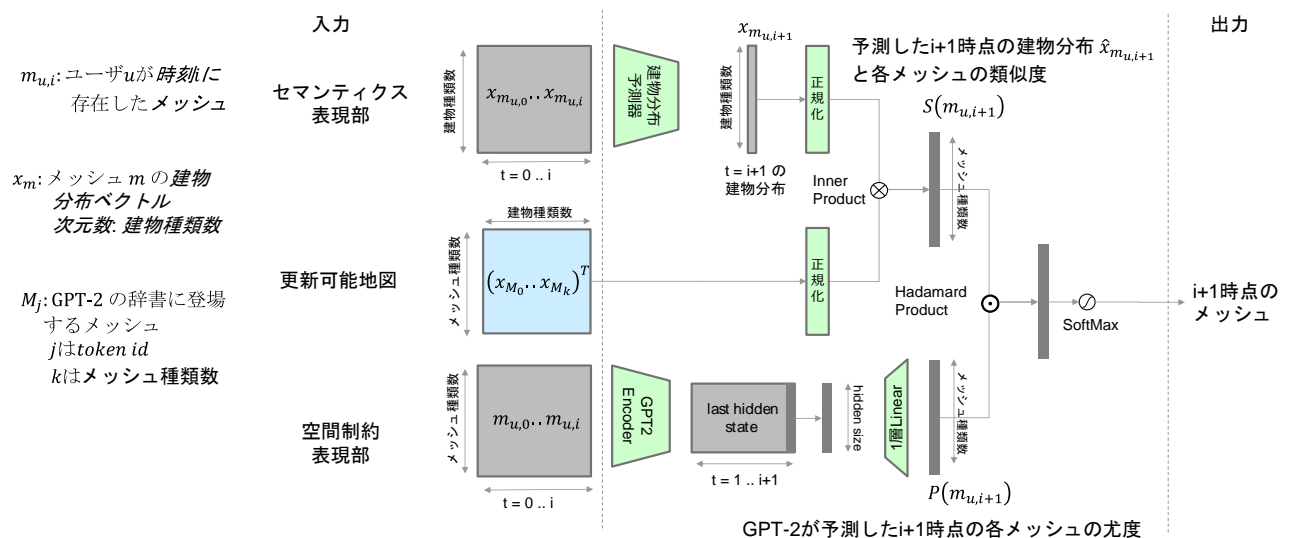 入力
出力
m_{u,i}: ユーザuが時刻iに
存在したメッシュ
x_m: メッシュ m の建物
分布ベクトル
次元数: 建物種類数
M_j: GPT-2 の辞書に登場
するメッシュ
jはtoken id
kはメッシュ種類数
セマンティクス
表現部
建物種類数
x_{m_{u,0}}‥x_{m_{u,i}}
t = 0 .. i
建物分布
予測器
x_{m_{u,i+1}}
建物種類数
t = i+1 の
建物分布
正規化
予測したi+1時点の建物分布 x̂_{m_{u,i+1}}
と各メッシュの類似度
S(m_{u,i+1})
メッシュ種類数
Inner
Product
更新可能地図
建物種類数
メッシュ種類数
(x_{M_0}‥x_{M_k})^T
正規化
Hadamard
Product
SoftMax
i+1時点の
メッシュ
空間制約
表現部
メッシュ種類数
m_{u,0}‥m_{u,i}
t = 0 .. i
GPT2
Encoder
last hidden
state
t = 1 .. i+1
hidden size
1層Linear
メッシュ種類数
P(m_{u,i+1})
GPT-2が予測したi+1時点の各メッシュの尤度